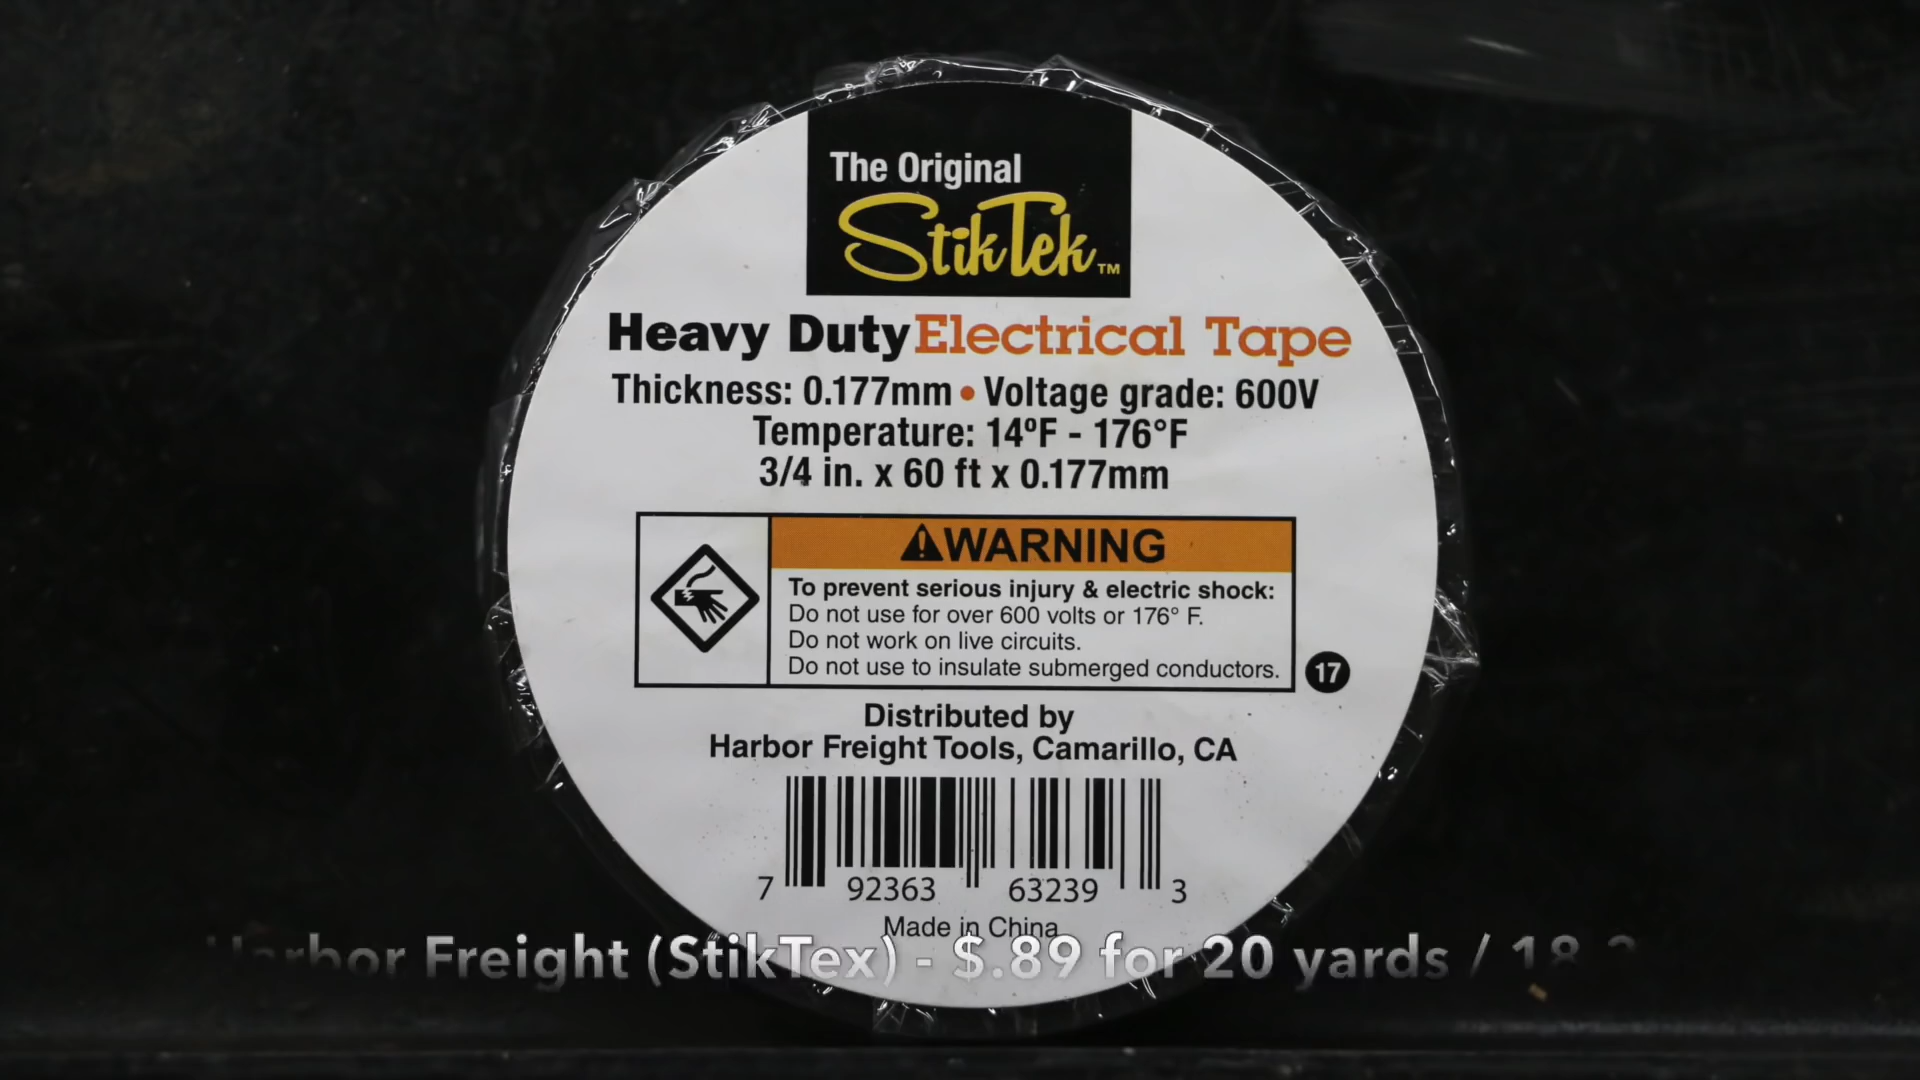 The Original
StikTek™
Heavy Duty Electrical Tape
Thickness: 0.177mm • Voltage grade: 600V
Temperature: 14ºF - 176°F
3/4 in. x 60 ft x 0.177mm
⚠WARNING
To prevent serious injury & electric shock:
Do not use for over 600 volts or 176° F.
Do not work on live circuits.
Do not use to insulate submerged conductors.
17
Distributed by
Harbor Freight Tools, Camarillo, CA
7 92363 63239 3
Made in China
Harbor Freight (StikTex) - $.89 for 20 yards / 18